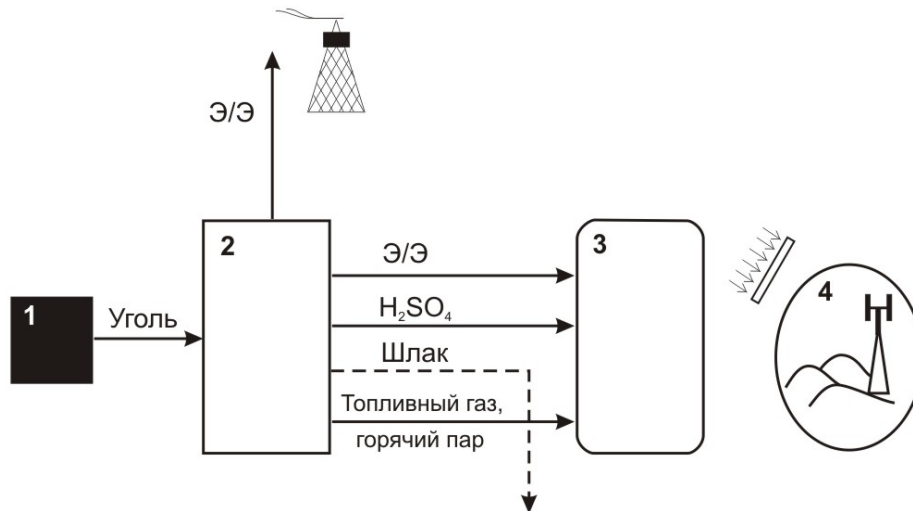 Э/Э
2
3
4
Э/Э
1
Уголь
H₂SO₄
Шлак
Топливный газ,
горячий пар